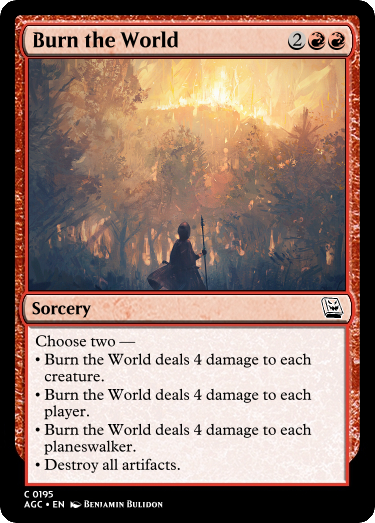 Burn the World 2
Sorcery
Choose two —
• Burn the World deals 4 damage to each
creature.
• Burn the World deals 4 damage to each
player.
• Burn the World deals 4 damage to each
planeswalker.
• Destroy all artifacts.
C 0195
AGC • EN Benjamin Bulidon